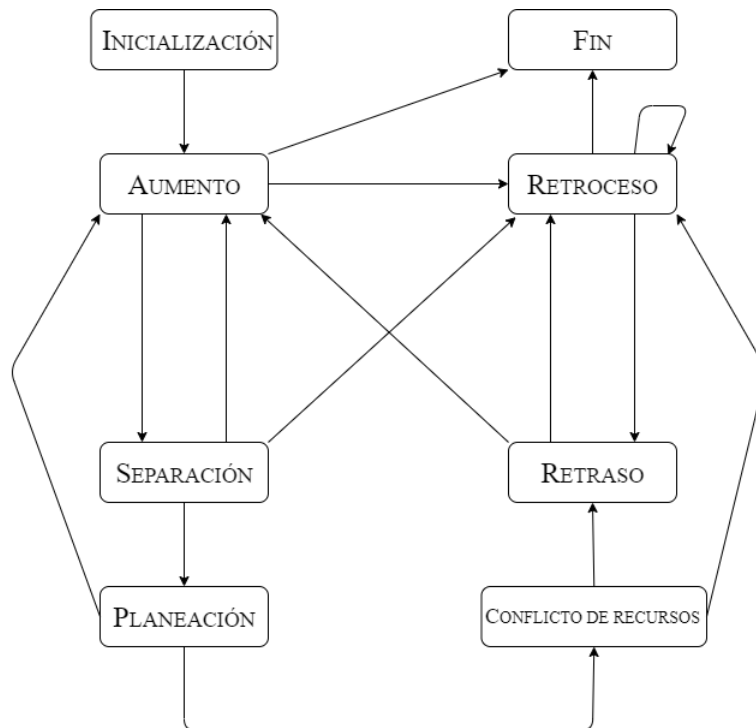 INICIALIZACIÓN
FIN
AUMENTO
RETROCESO
SEPARACIÓN
RETRASO
PLANEACIÓN
CONFLICTO DE RECURSOS